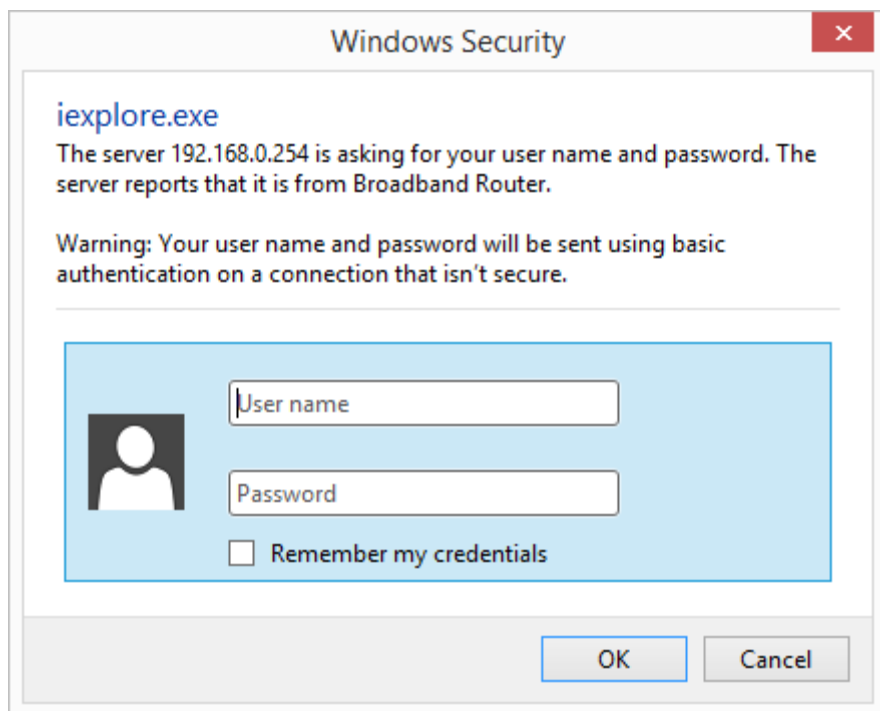 Windows Security
iexplore.exe
The server 192.168.0.254 is asking for your user name and password. The
server reports that it is from Broadband Router.
Warning: Your user name and password will be sent using basic
authentication on a connection that isn't secure.
User name
Password
Remember my credentials
OK
Cancel